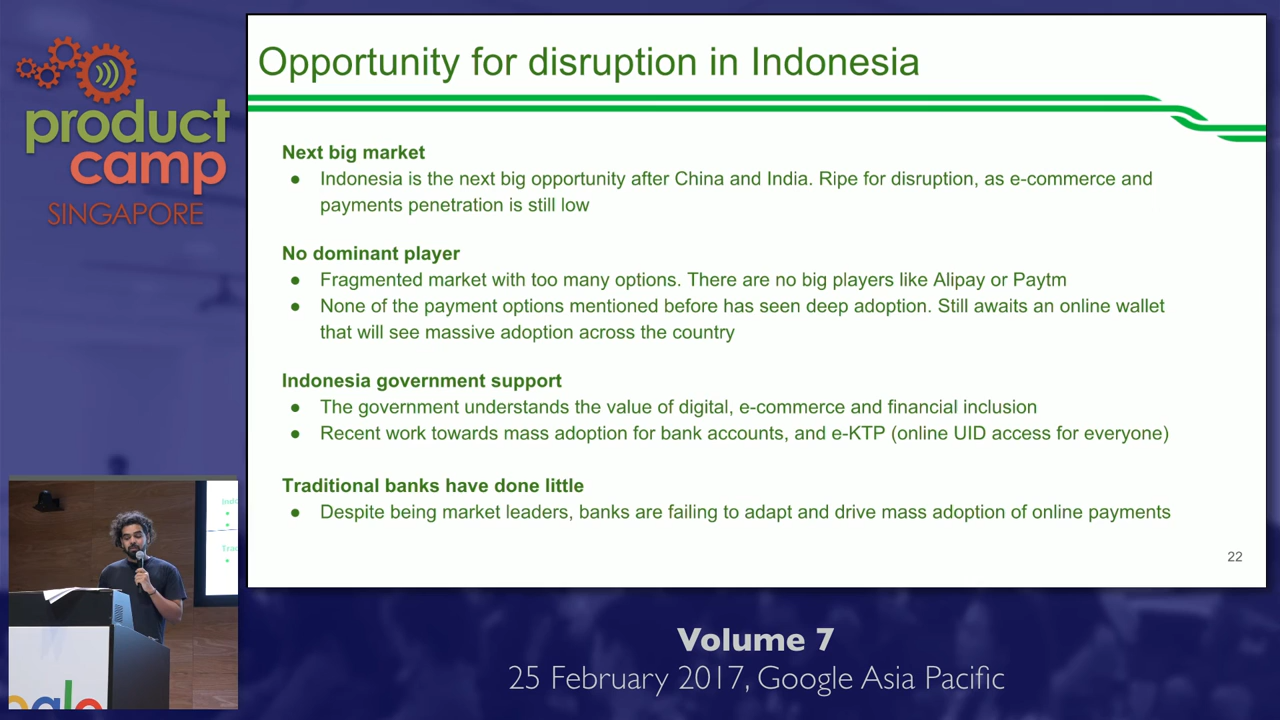 product
camp
SINGAPORE
Opportunity for disruption in Indonesia
Next big market
● Indonesia is the next big opportunity after China and India. Ripe for disruption, as e-commerce and
payments penetration is still low
No dominant player
● Fragmented market with too many options. There are no big players like Alipay or Paytm
● None of the payment options mentioned before has seen deep adoption. Still awaits an online wallet
that will see massive adoption across the country
Indonesia government support
● The government understands the value of digital, e-commerce and financial inclusion
● Recent work towards mass adoption for bank accounts, and e-KTP (online UID access for everyone)
Traditional banks have done little
● Despite being market leaders, banks are failing to adapt and drive mass adoption of online payments
22
Indo
Trad
ogle
Volume 7
25 February 2017, Google Asia Pacific